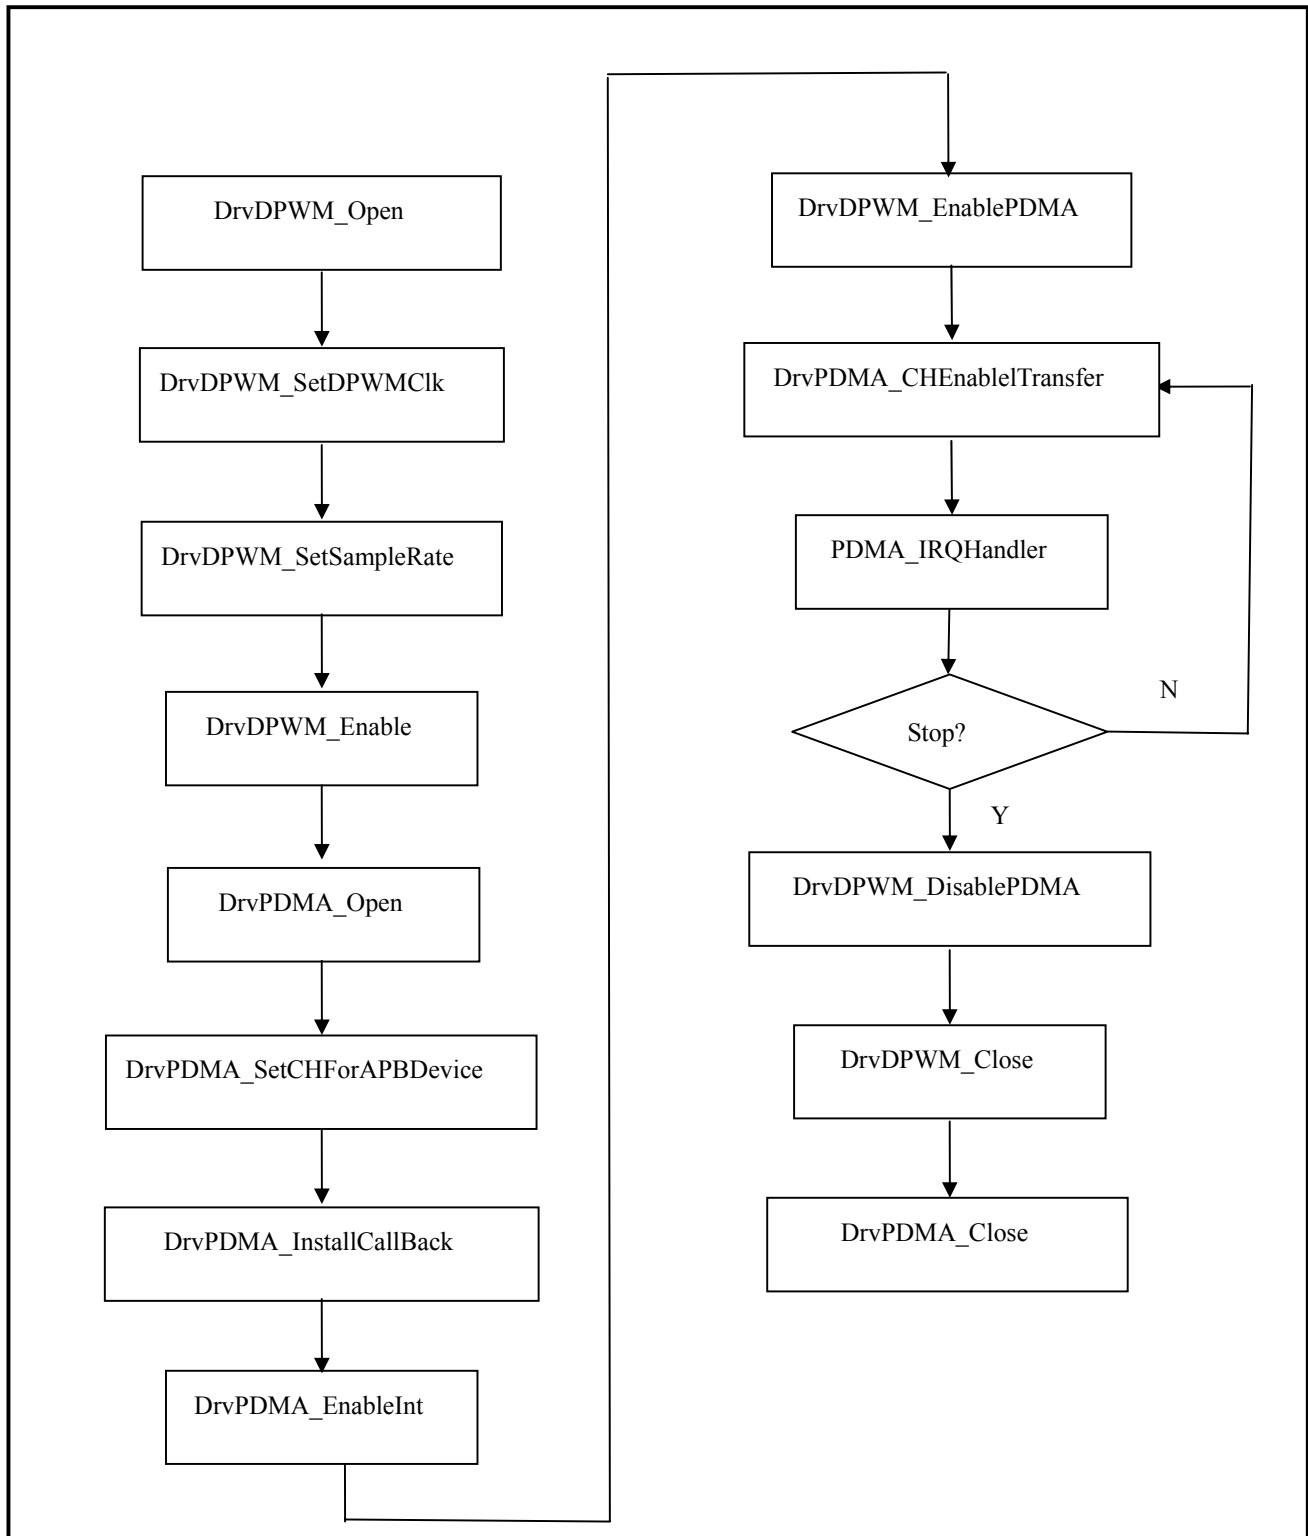 DrvDPWM_Open
DrvDPWM_SetDPWMClk
DrvDPWM_SetSampleRate
DrvDPWM_Enable
DrvPDMA_Open
DrvPDMA_SetCHForAPBDevice
DrvPDMA_InstallCallBack
DrvPDMA_EnableInt
DrvDPWM_EnablePDMA
DrvPDMA_CHEnablelTransfer
PDMA_IRQHandler
N
Stop?
Y
DrvDPWM_DisablePDMA
DrvDPWM_Close
DrvPDMA_Close